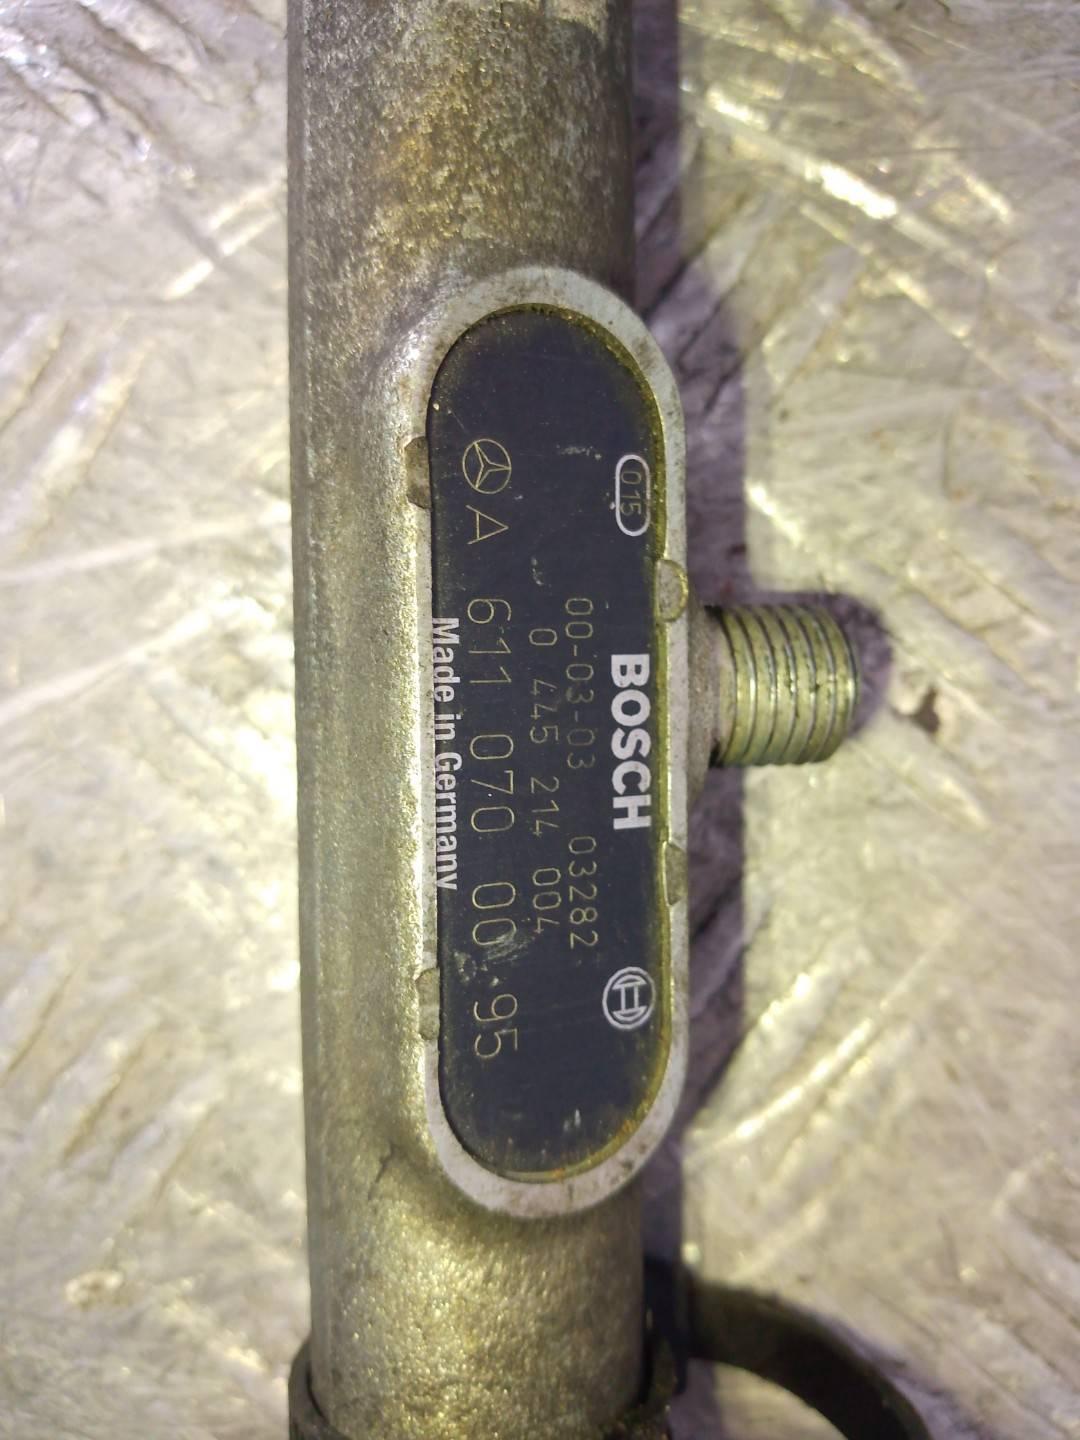 015
BOSCH
00-03-03 03282
0 445 214 004
A 611 070 00 95
Made in Germany